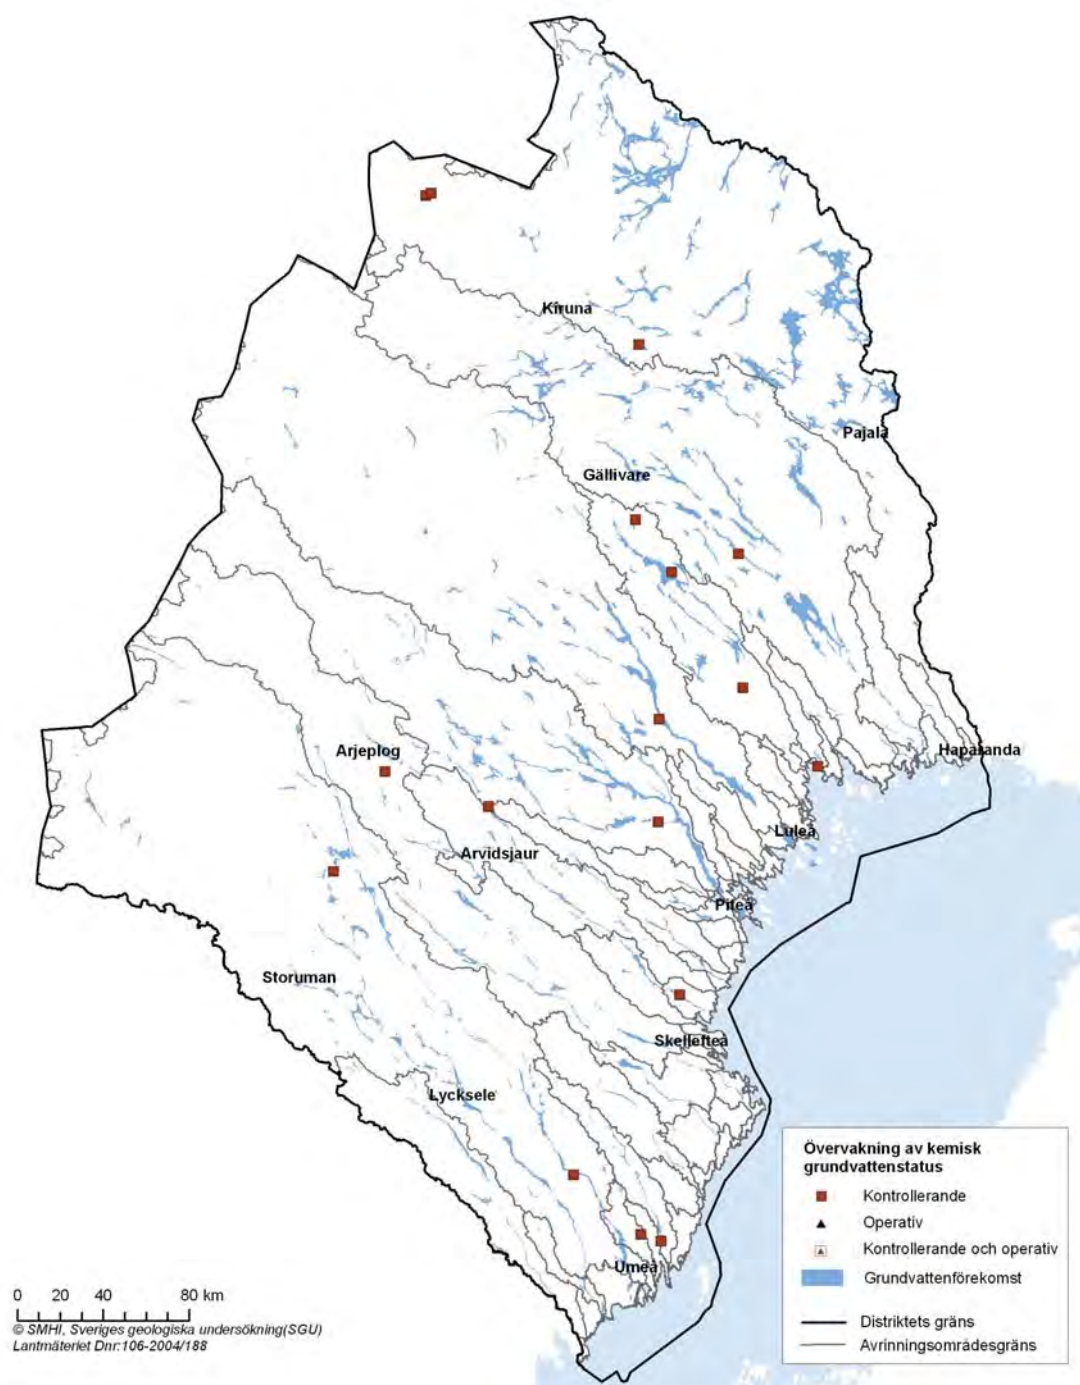 Kiruna
Pajala
Gällivare
Haparanda
Arjeplog
Luleå
Arvidsjaur
Piteå
Storuman
Skellefteå
Lycksele
Umeå
Övervakning av kemisk
grundvattenstatus
Kontrollerande
Operativ
Kontrollerande och operativ
Grundvattenförekomst
Distriktets gräns
Avrinningsområdesgräns
0 20 40 80 km
© SMHI, Sveriges geologiska undersökning(SGU)
Lantmäteriet Dnr:106-2004/188